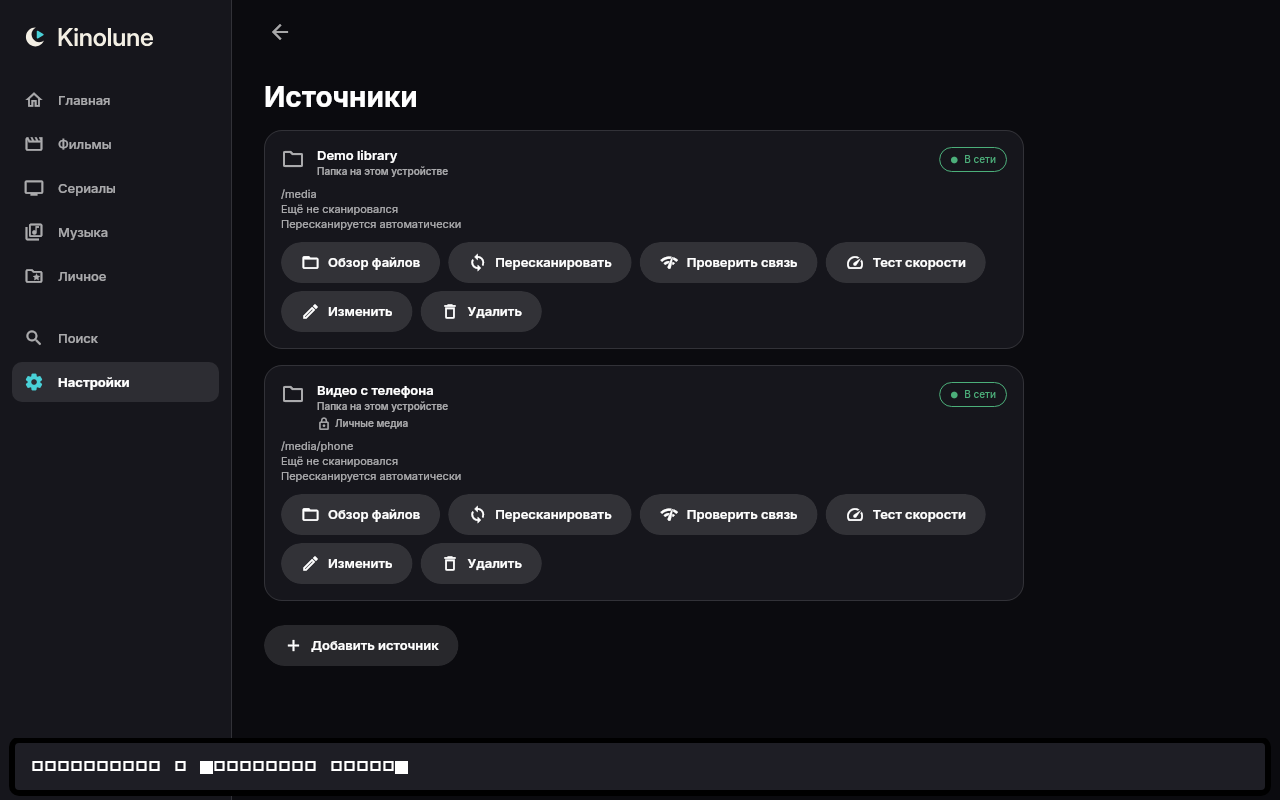 Kinolune
Главная
Фильмы
Сериалы
Музыка
Личное
Поиск
Настройки
Источники
Demo library
Папка на этом устройстве
В сети
/media
Ещё не сканировался
Пересканируется автоматически
Обзор файлов
Пересканировать
Проверить связь
Тест скорости
Изменить
Удалить
Видео с телефона
Папка на этом устройстве
Личные медиа
В сети
/media/phone
Ещё не сканировался
Пересканируется автоматически
Обзор файлов
Пересканировать
Проверить связь
Тест скорости
Изменить
Удалить
Добавить источник